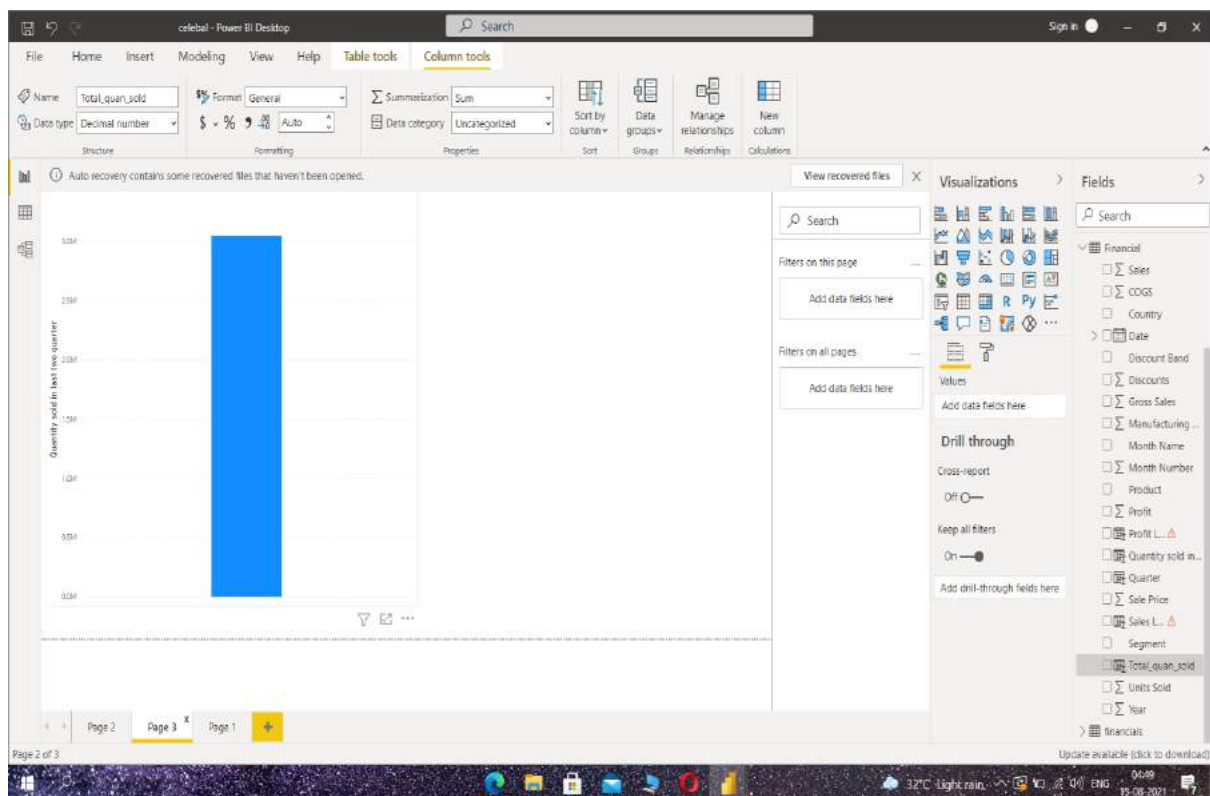 celebal - Power BI Desktop
Search
Sign in
File Home Insert Modeling View Help Table tools Column tools
Name Total_quan_sold
Format General
Summarization Sum
Data type Decimal number
$ % 9 Auto
Data category Uncategorized
Sort by column
Data groups
Manage relationships
New column
Structure Formatting Properties Sort Groups Relationships Calculations
Auto recovery contains some recovered files that haven't been opened.
View recovered files
Quantity sold in last two quarter
3.0M
2.5M
2.0M
1.5M
1.0M
0.5M
0.0M
Search
Filters on this page
Add data fields here
Filters on all pages
Add data fields here
Visualizations
R Py
Values
Add data fields here
Drill through
Cross-report
Off
Keep all filters
On
Add drill-through fields here
Fields
Search
Financial
Sales
COGS
Country
Date
Discount Band
Discounts
Gross Sales
Manufacturing ...
Month Name
Month Number
Product
Profit
Profit L...
Quantity sold in...
Quarter
Sale Price
Sales L...
Segment
Total_quan_sold
Units Sold
Year
financials
Page 2 Page 3 x Page 1 +
Page 2 of 3
Update available (click to download)
32°C Light rain
ENG
04:49
15-08-2021